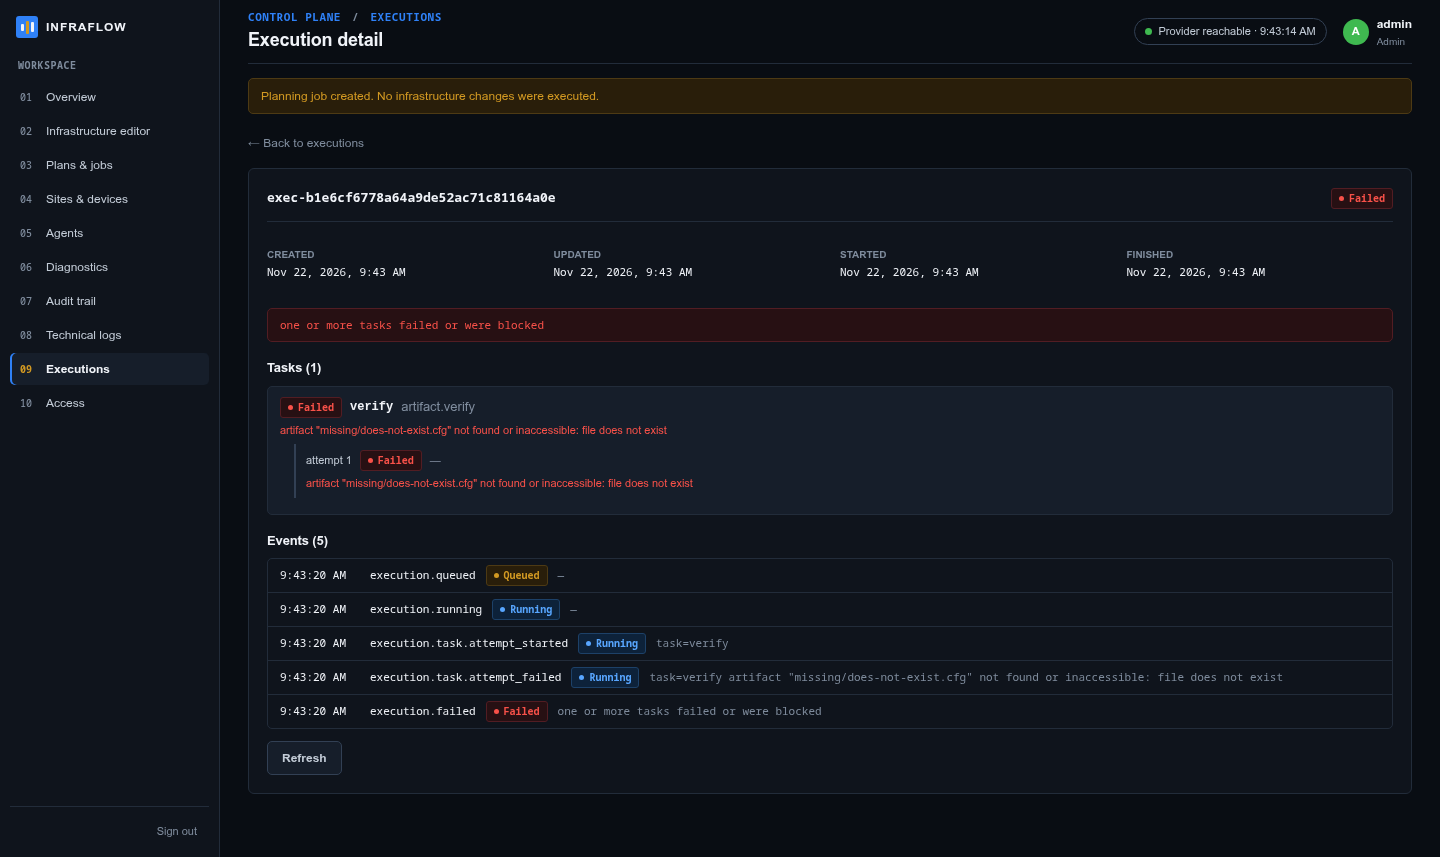 INFRAFLOW
WORKSPACE
01 Overview
02 Infrastructure editor
03 Plans & jobs
04 Sites & devices
05 Agents
06 Diagnostics
07 Audit trail
08 Technical logs
09 Executions
10 Access
Sign out
CONTROL PLANE / EXECUTIONS
Execution detail
Provider reachable · 9:43:14 AM
A
admin
Admin
Planning job created. No infrastructure changes were executed.
← Back to executions
exec-b1e6cf6778a64a9de52ac71c81164a0e
Failed
CREATED UPDATED STARTED FINISHED
Nov 22, 2026, 9:43 AM Nov 22, 2026, 9:43 AM Nov 22, 2026, 9:43 AM Nov 22, 2026, 9:43 AM
one or more tasks failed or were blocked
Tasks (1)
Failed verify artifact.verify
artifact "missing/does-not-exist.cfg" not found or inaccessible: file does not exist
attempt 1 Failed —
artifact "missing/does-not-exist.cfg" not found or inaccessible: file does not exist
Events (5)
9:43:20 AM execution.queued Queued —
9:43:20 AM execution.running Running —
9:43:20 AM execution.task.attempt_started Running task=verify
9:43:20 AM execution.task.attempt_failed Running task=verify artifact "missing/does-not-exist.cfg" not found or inaccessible: file does not exist
9:43:20 AM execution.failed Failed one or more tasks failed or were blocked
Refresh